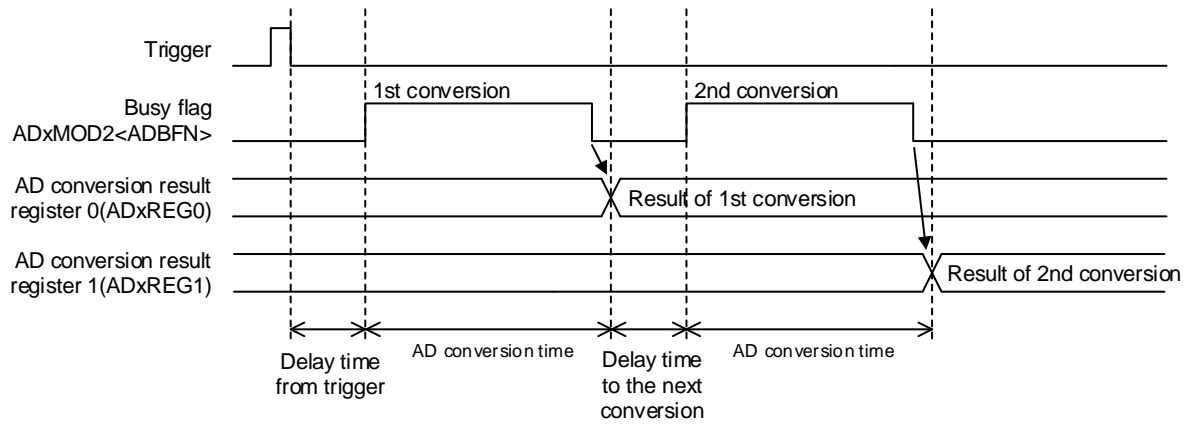 Trigger
Busy flag
ADxMOD2<ADBFN>
1st conversion
2nd conversion
AD conversion result
register 0(ADxREG0)
Result of 1st conversion
AD conversion result
register 1(ADxREG1)
Result of 2nd conversion
Delay time
from trigger
AD conversion time
Delay time
to the next
conversion
AD conversion time